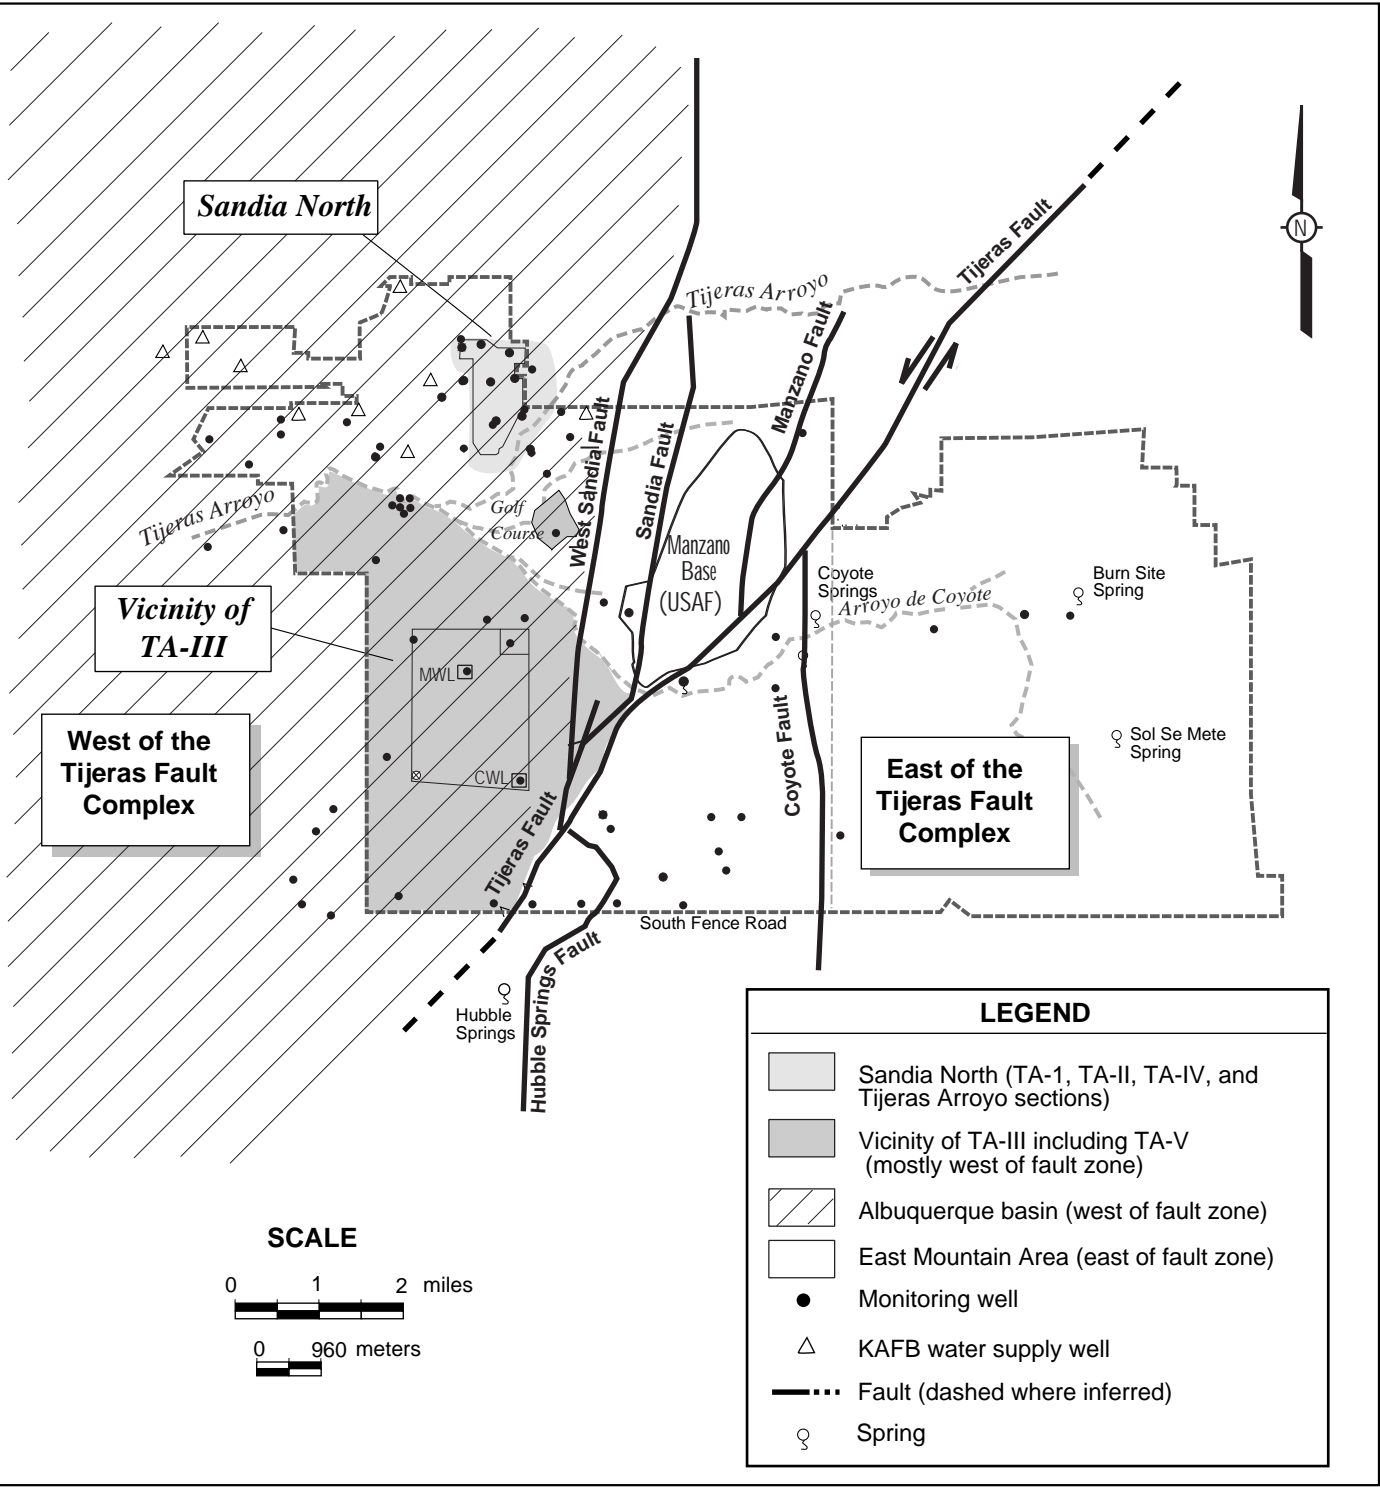 Sandia North
N
Tijeras Fault
Tijeras Arroyo
Manzano Fault
West Sandia Fault
Sandia Fault
Tijeras Arroyo
Golf
Course
Manzano
Base
(USAF)
Coyote
Springs
Arroyo de Coyote
Burn Site
Spring
Vicinity of
TA-III
MWL
CWL
West of the
Tijeras Fault
Complex
Coyote Fault
Sol Se Mete
Spring
East of the
Tijeras Fault
Complex
Tijeras Fault
South Fence Road
Hubble
Springs
Hubble Springs Fault
LEGEND
Sandia North (TA-1, TA-II, TA-IV, and
Tijeras Arroyo sections)
Vicinity of TA-III including TA-V
(mostly west of fault zone)
Albuquerque basin (west of fault zone)
East Mountain Area (east of fault zone)
Monitoring well
KAFB water supply well
Fault (dashed where inferred)
Spring
SCALE
0 1 2 miles
0 960 meters